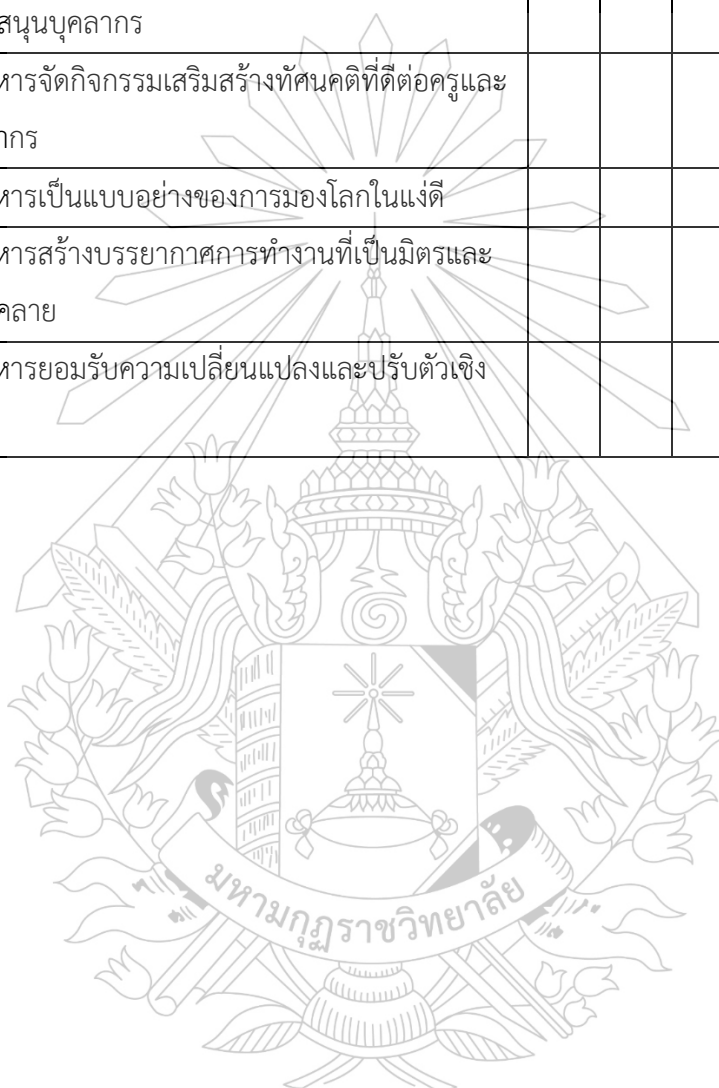 สนุนบุคลากร
หารจัดกิจกรรมเสริมสร้างทัศนคติที่ดีต่อครูและ
ากร
หารเป็นแบบอย่างของการมองโลกในแง่ดี
หารสร้างบรรยากาศการทำงานที่เป็นมิตรและ
คลาย
หารยอมรับความเปลี่ยนแปลงและปรับตัวเชิง
มหามกุฏราชวิทยาลัย